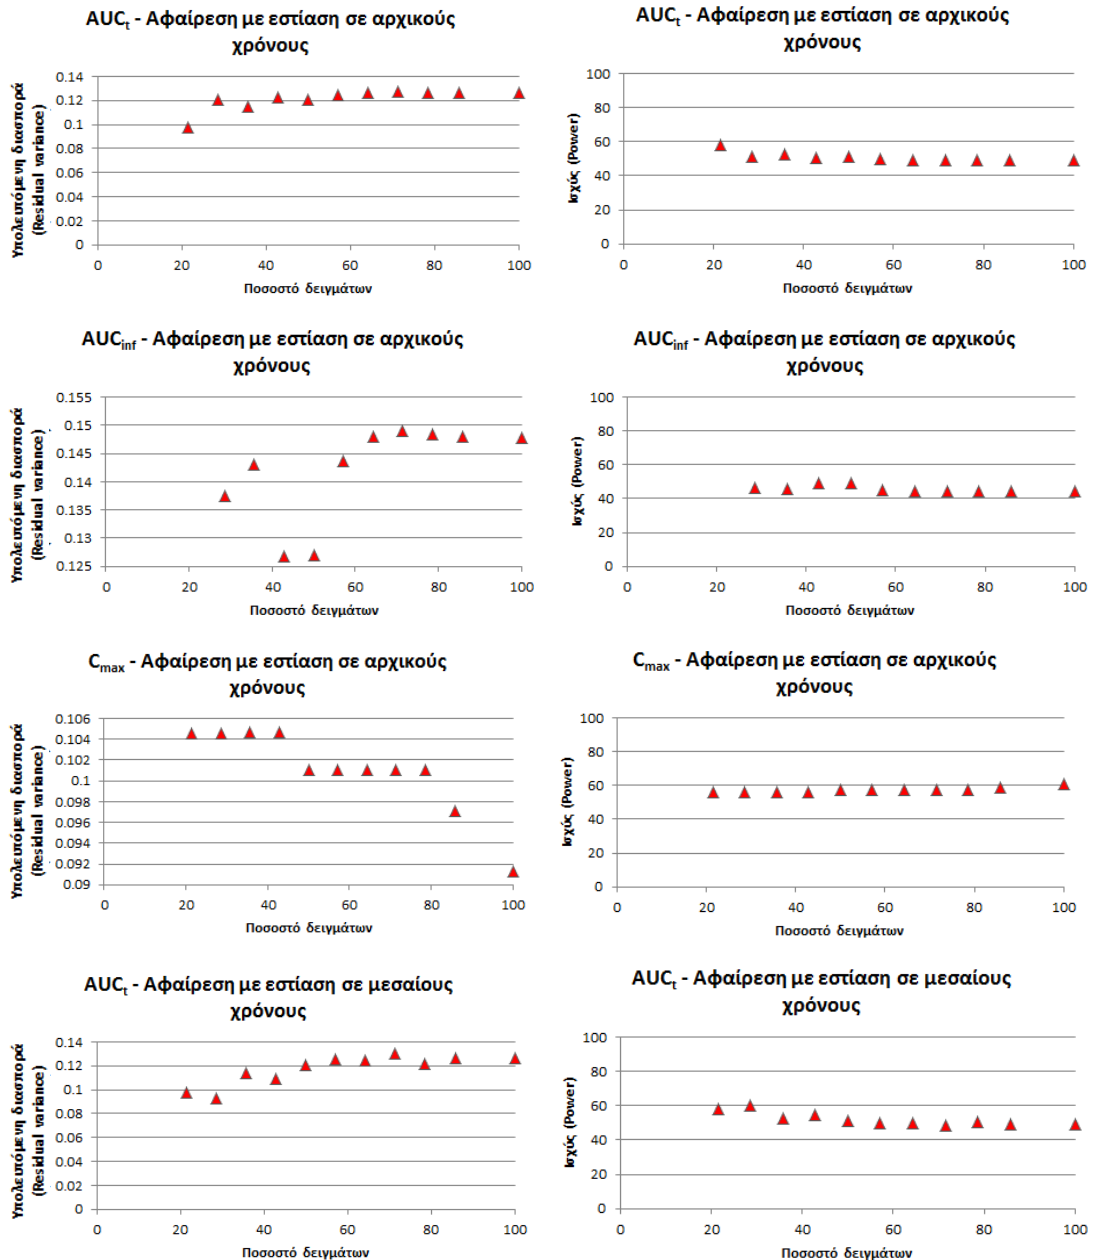 AUCt - Αφαίρεση με εστίαση σε αρχικούς
χρόνους
Υπολευτόμενη διασπορά
(Residual variance)
0.14
0.12
0.1
0.08
0.06
0.04
0.02
0
0 20 40 60 80 100
Ποσοστό δειγμάτων
AUCt - Αφαίρεση με εστίαση σε αρχικούς
χρόνους
Ισχύς (Power)
100
80
60
40
20
0
0 20 40 60 80 100
Ποσοστό δειγμάτων
AUCinf - Αφαίρεση με εστίαση σε αρχικούς
χρόνους
Υπολευτόμενη διασπορά
(Residual variance)
0.155
0.15
0.145
0.14
0.135
0.13
0.125
0 20 40 60 80 100
Ποσοστό δειγμάτων
AUCinf - Αφαίρεση με εστίαση σε αρχικούς
χρόνους
Ισχύς (Power)
100
80
60
40
20
0
0 20 40 60 80 100
Ποσοστό δειγμάτων
Cmax - Αφαίρεση με εστίαση σε αρχικούς
χρόνους
Υπολευτόμενη διασπορά
(Residual variance)
0.106
0.104
0.102
0.1
0.098
0.096
0.094
0.092
0.09
0 20 40 60 80 100
Ποσοστό δειγμάτων
Cmax - Αφαίρεση με εστίαση σε αρχικούς
χρόνους
Ισχύς (Power)
100
80
60
40
20
0
0 20 40 60 80 100
Ποσοστό δειγμάτων
AUCt - Αφαίρεση με εστίαση σε μεσαίους
χρόνους
Υπολευτόμενη διασπορά
(Residual variance)
0.14
0.12
0.1
0.08
0.06
0.04
0.02
0
0 20 40 60 80 100
Ποσοστό δειγμάτων
AUCt - Αφαίρεση με εστίαση σε μεσαίους
χρόνους
Ισχύς (Power)
100
80
60
40
20
0
0 20 40 60 80 100
Ποσοστό δειγμάτων